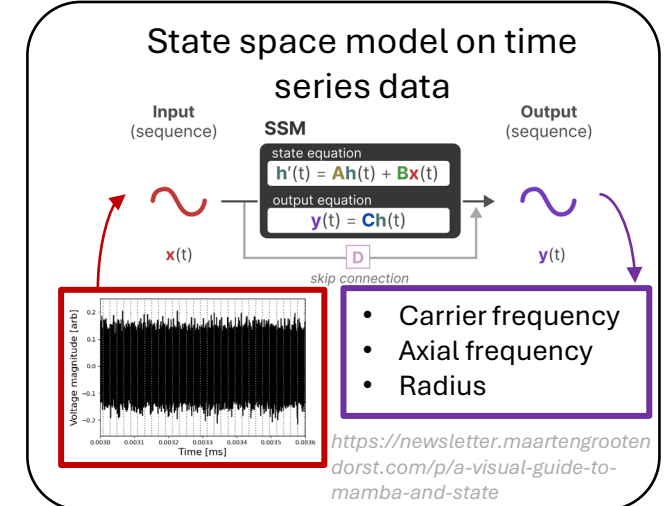 State space model on time
series data
Input
(sequence)
SSM
Output
(sequence)
state equation
h'(t) = Ah(t) + Bx(t)
output equation
y(t) = Ch(t)
x(t)
D
y(t)
skip connection
Voltage magnitude [arb]
0.2
0.1
0.0
−0.1
−0.2
0.0030 0.0031 0.0032 0.0033 0.0034 0.0035 0.0036
Time [ms]
• Carrier frequency
• Axial frequency
• Radius
https://newsletter.maartengrooten
dorst.com/p/a-visual-guide-to-
mamba-and-state